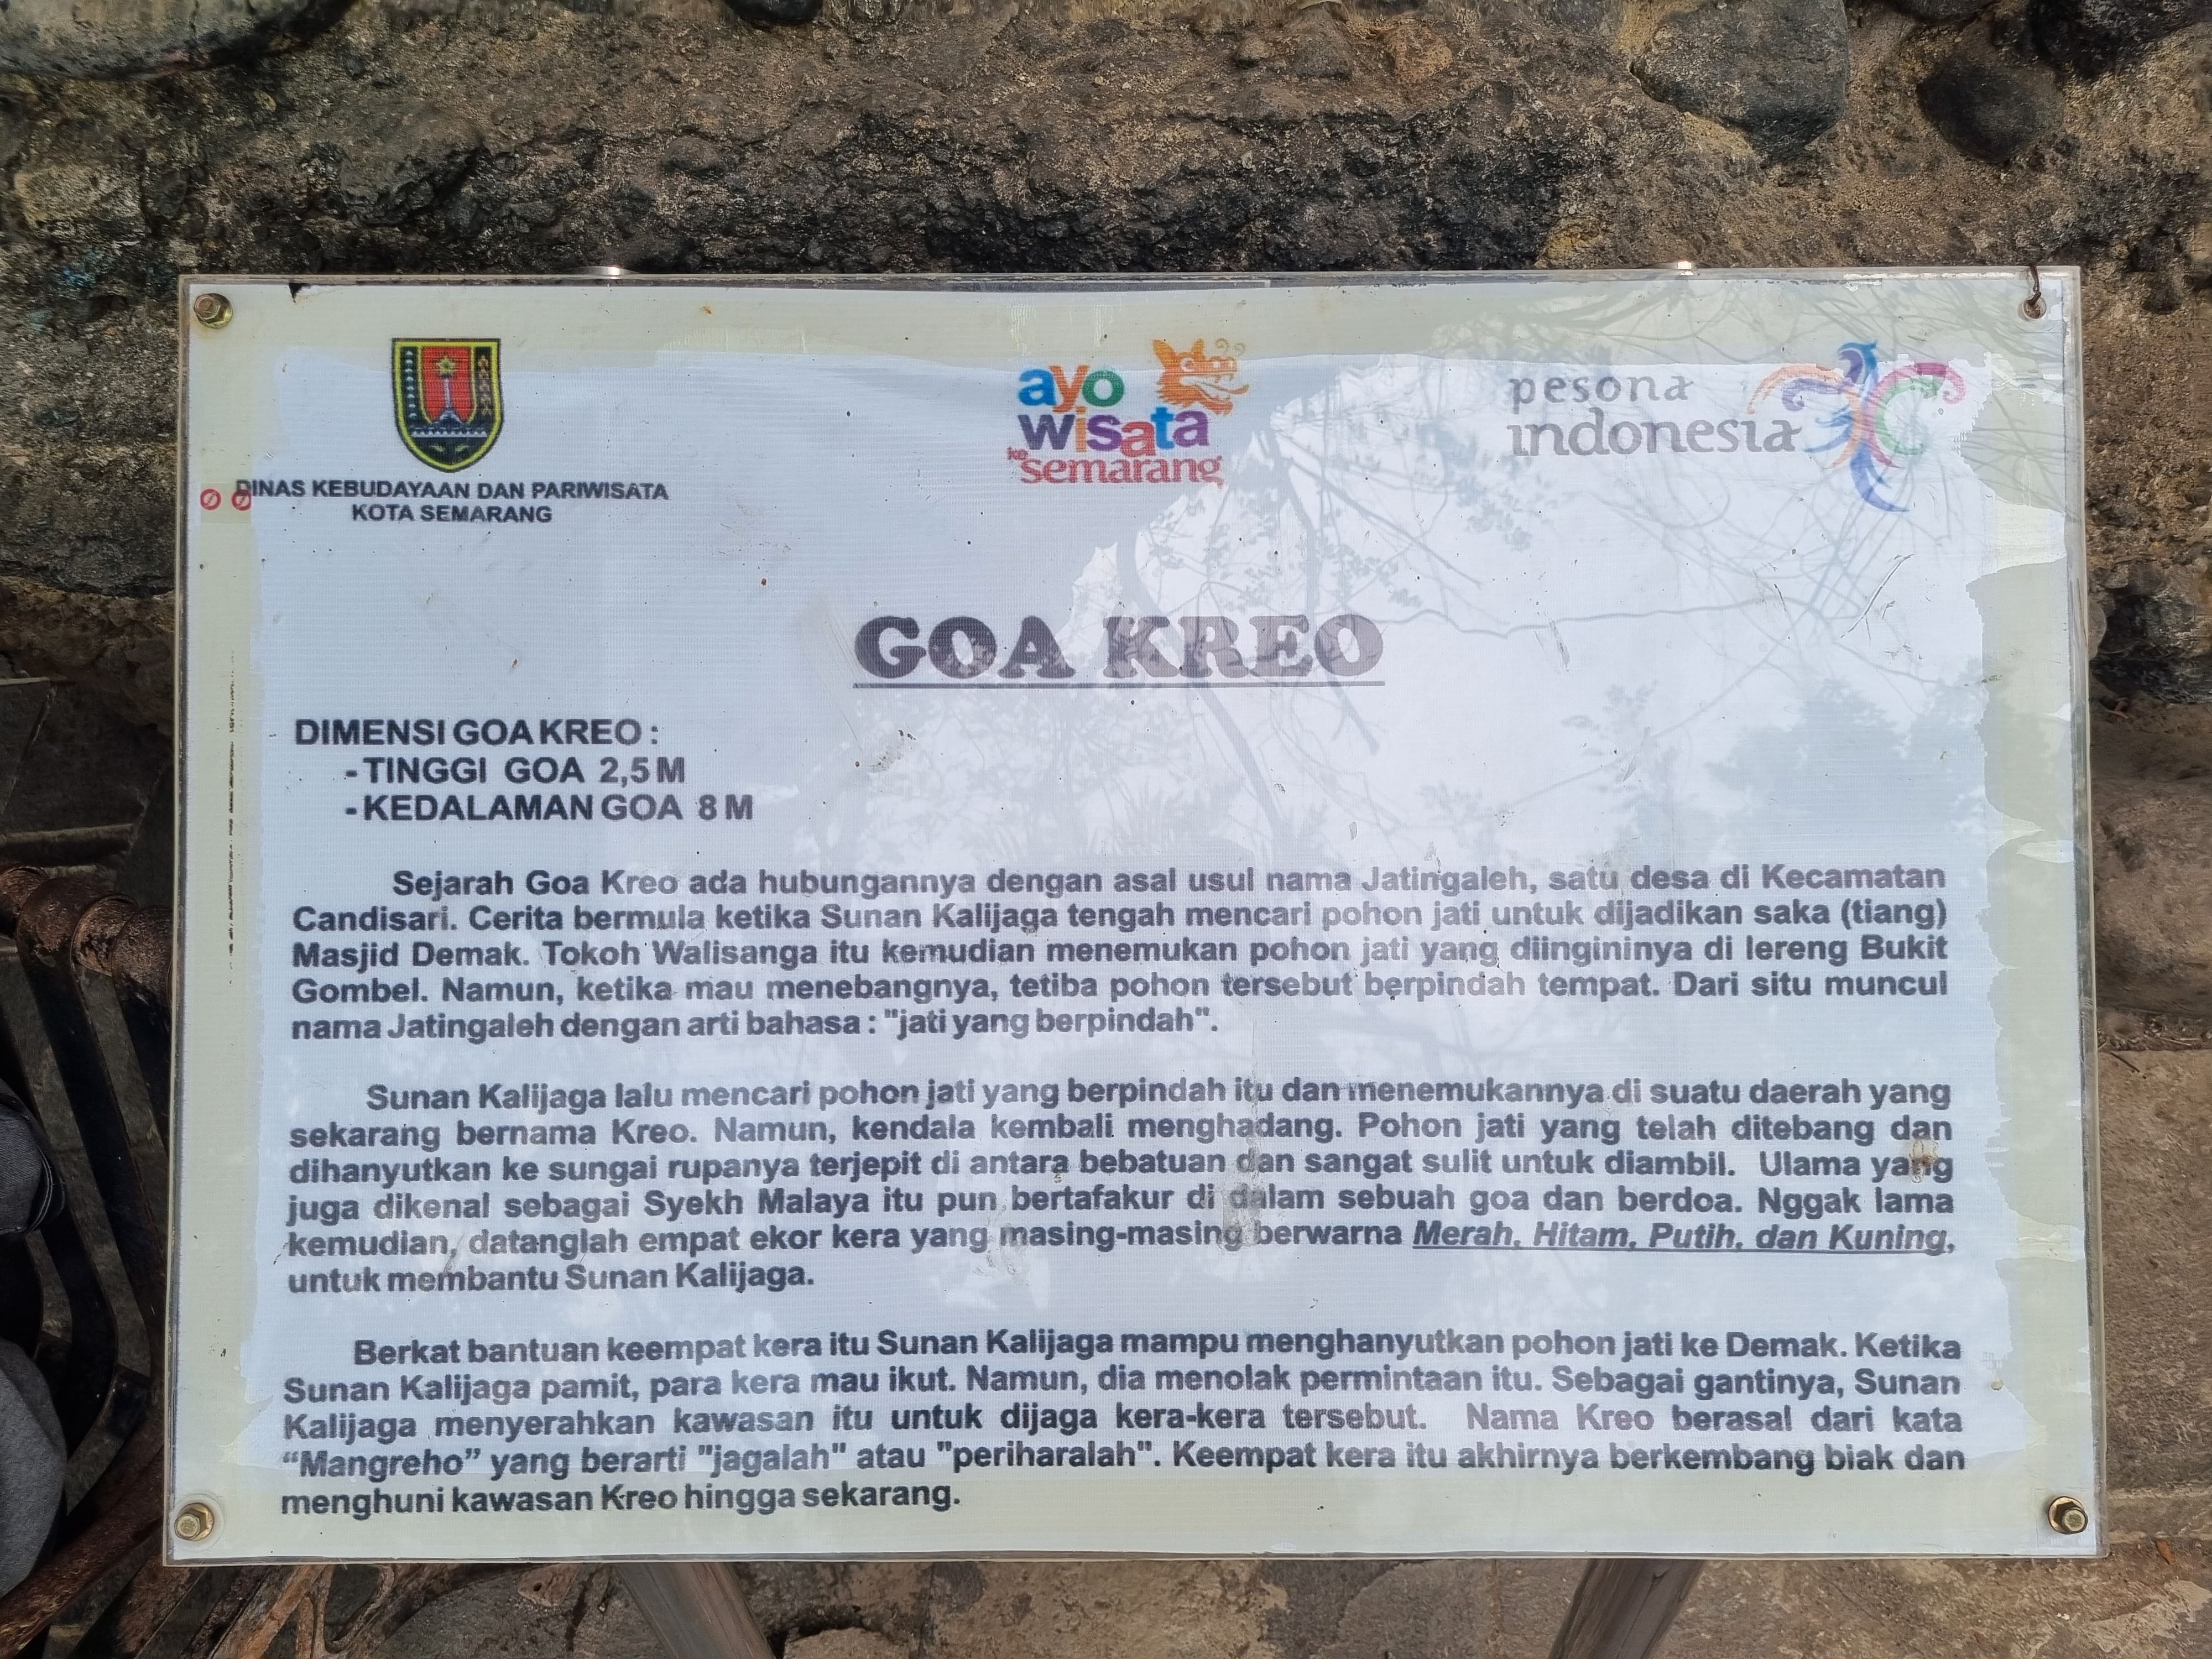 DINAS KEBUDAYAAN DAN PARIWISATA
KOTA SEMARANG
ayo
wisata
ke semarang
pesona
indonesia
GOA KREO
DIMENSI GOA KREO :
- TINGGI GOA 2,5 M
- KEDALAMAN GOA 8 M
Sejarah Goa Kreo ada hubungannya dengan asal usul nama Jatingaleh, satu desa di Kecamatan
Candisari. Cerita bermula ketika Sunan Kalijaga tengah mencari pohon jati untuk dijadikan saka (tiang)
Masjid Demak. Tokoh Walisanga itu kemudian menemukan pohon jati yang diingininya di lereng Bukit
Gombel. Namun, ketika mau menebangnya, tetiba pohon tersebut berpindah tempat. Dari situ muncul
nama Jatingaleh dengan arti bahasa : "jati yang berpindah".
Sunan Kalijaga lalu mencari pohon jati yang berpindah itu dan menemukannya di suatu daerah yang
sekarang bernama Kreo. Namun, kendala kembali menghadang. Pohon jati yang telah ditebang dan
dihanyutkan ke sungai rupanya terjepit di antara bebatuan dan sangat sulit untuk diambil. Ulama yang
juga dikenal sebagai Syekh Malaya itu pun bertafakur di dalam sebuah goa dan berdoa. Nggak lama
kemudian, datanglah empat ekor kera yang masing-masing berwarna Merah, Hitam, Putih, dan Kuning,
untuk membantu Sunan Kalijaga.
Berkat bantuan keempat kera itu Sunan Kalijaga mampu menghanyutkan pohon jati ke Demak. Ketika
Sunan Kalijaga pamit, para kera mau ikut. Namun, dia menolak permintaan itu. Sebagai gantinya, Sunan
Kalijaga menyerahkan kawasan itu untuk dijaga kera-kera tersebut. Nama Kreo berasal dari kata
“Mangreho” yang berarti "jagalah" atau "periharalah". Keempat kera itu akhirnya berkembang biak dan
menghuni kawasan Kreo hingga sekarang.